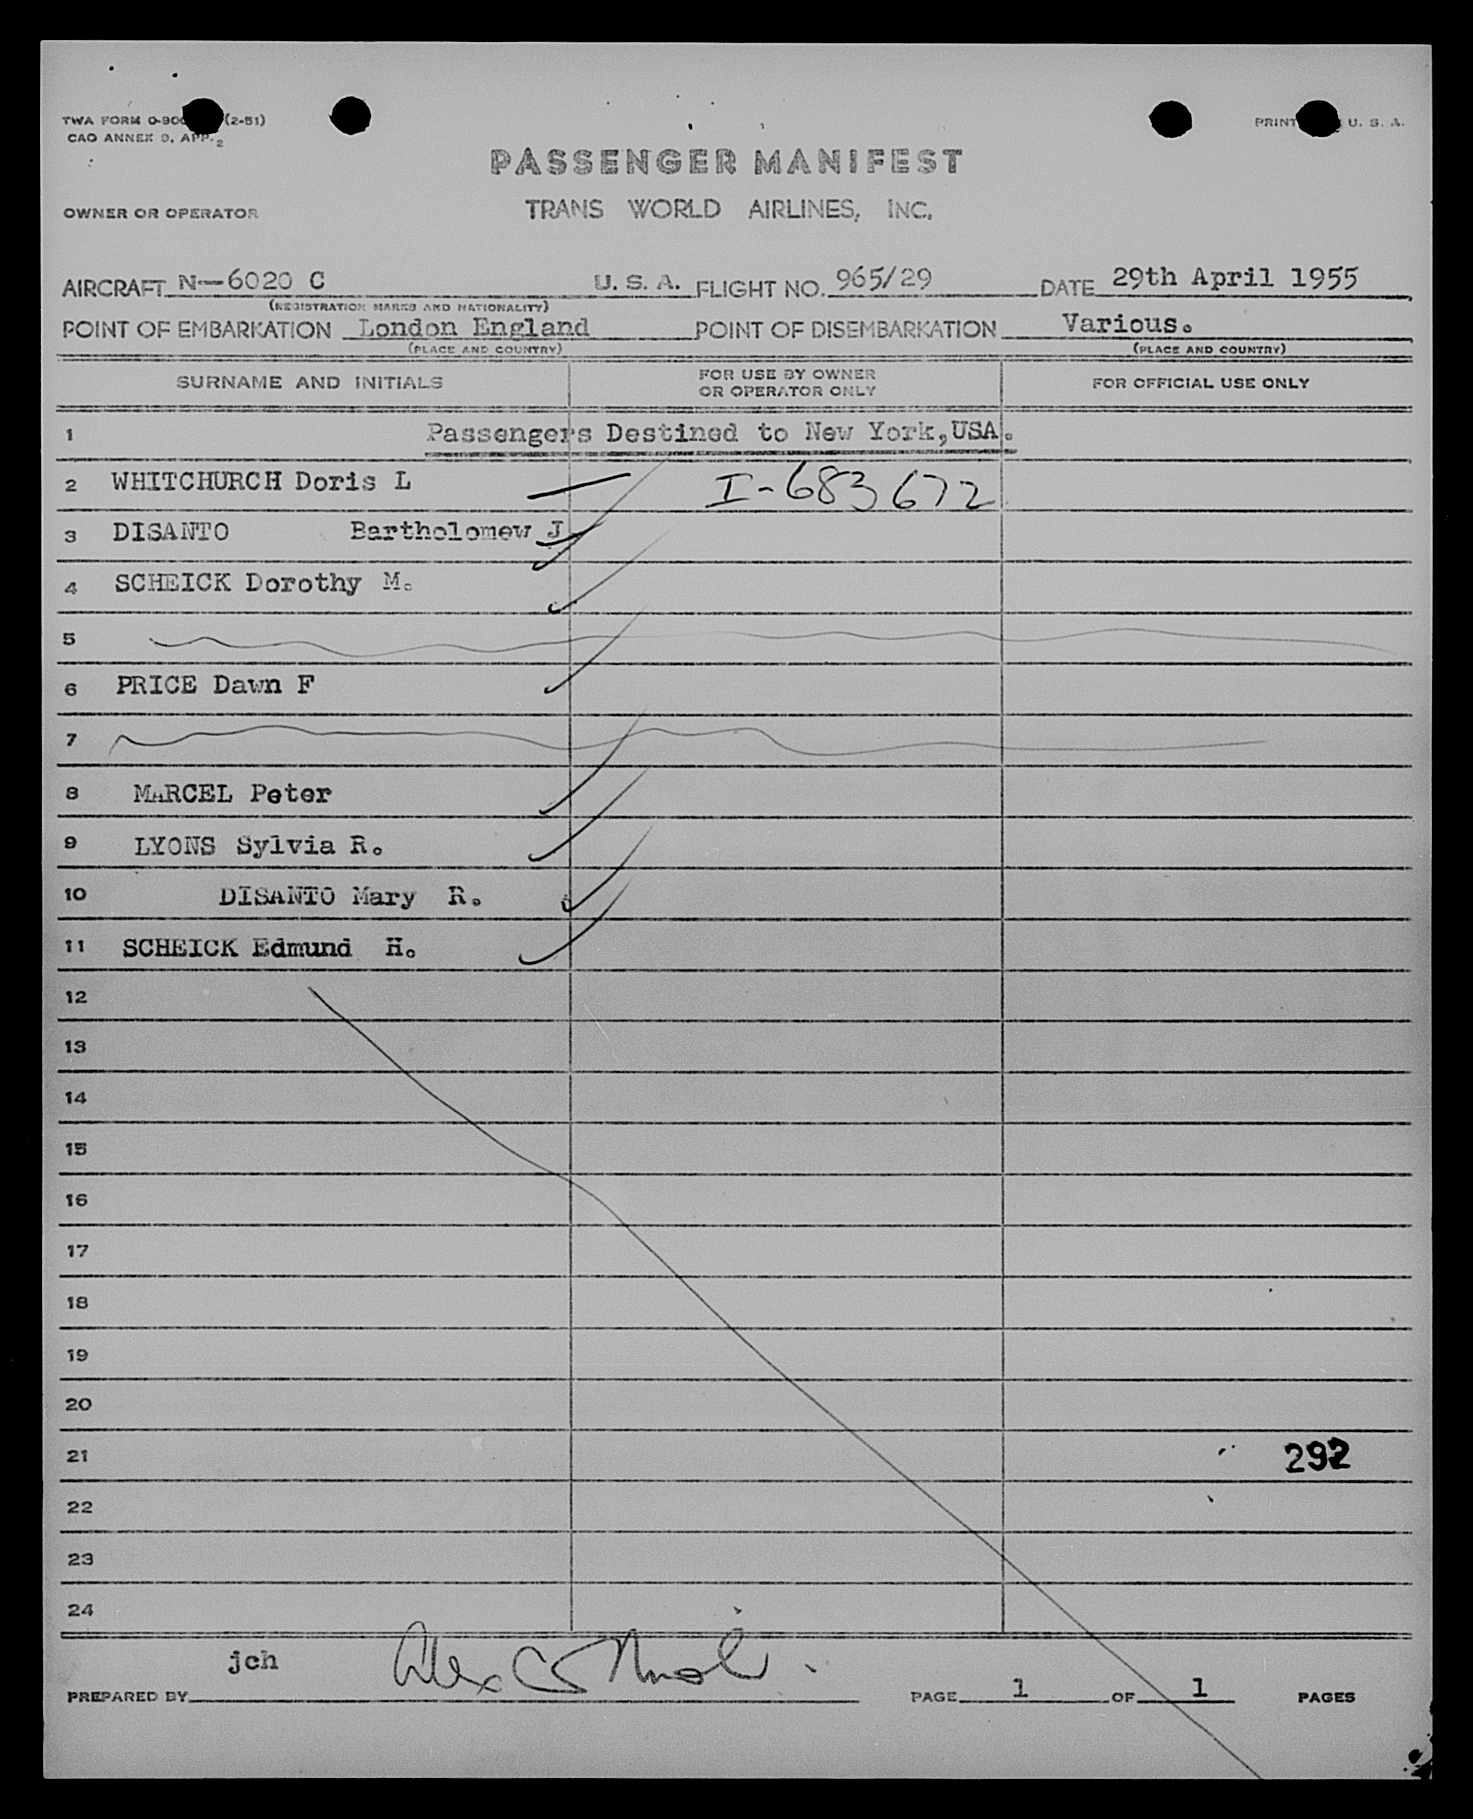 TWA FORM 0-90 (2-51)
CAO ANNEX 9, APP. 2
PRINT U. S. A.
PASSENGER MANIFEST
OWNER OR OPERATOR TRANS WORLD AIRLINES, INC.
AIRCRAFT N--6020 C U. S. A. FLIGHT NO. 965/29 DATE 29th April 1955
(REGISTRATION MARKS AND NATIONALITY)
POINT OF EMBARKATION London England POINT OF DISEMBARKATION Various.
(PLACE AND COUNTRY) (PLACE AND COUNTRY)
SURNAME AND INITIALS FOR USE BY OWNER OR OPERATOR ONLY FOR OFFICIAL USE ONLY
1 Passengers Destined to New York,USA.
2 WHITCHURCH Doris L I-683672
3 DISANTO Bartholomew J
4 SCHEICK Dorothy M.
5
6 PRICE Dawn F
7
8 MARCEL Peter
9 LYONS Sylvia R.
10 DISANTO Mary R.
11 SCHEICK Edmund H.
12
13
14
15
16
17
18
19
20
21 292
22
23
24
jch
PREPARED BY PAGE 1 OF 1 PAGES